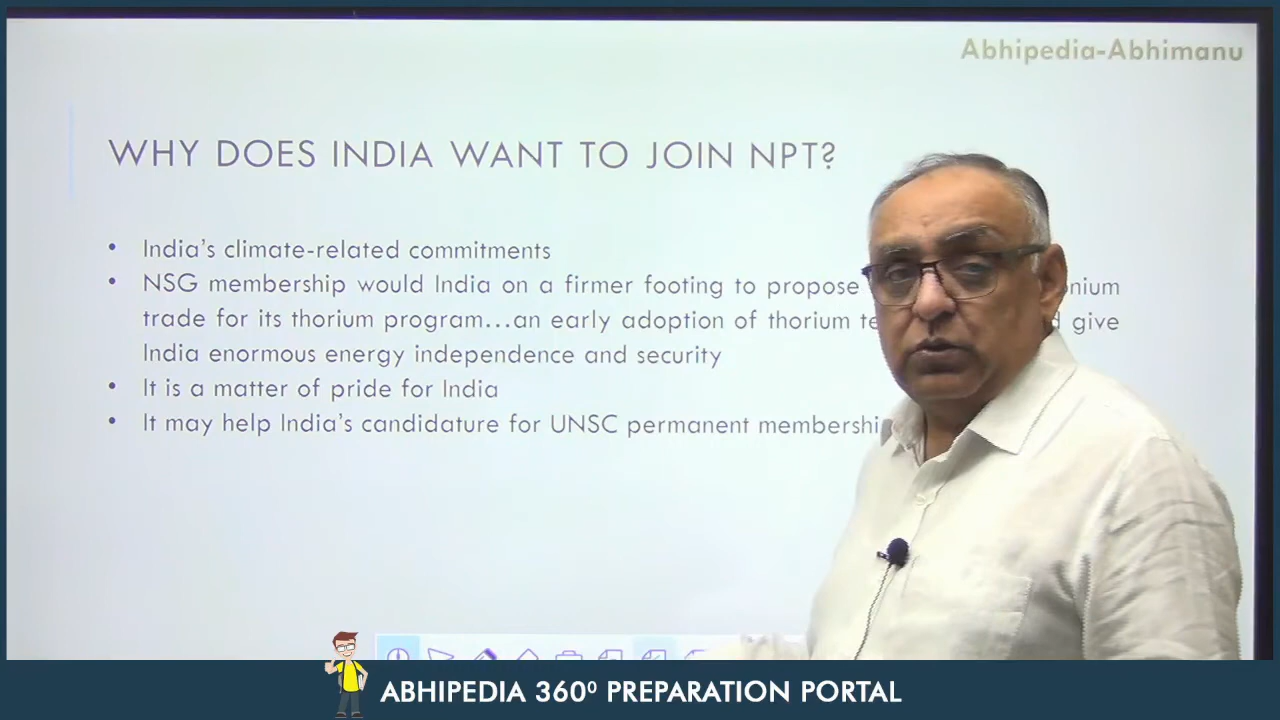 Abhipedia-Abhimanu
WHY DOES INDIA WANT TO JOIN NPT?
• India's climate-related commitments
• NSG membership would India on a firmer footing to propose
trade for its thorium program...an early adoption of thorium give
India enormous energy independence and security
• It is a matter of pride for India
• It may help India's candidature for UNSC permanent
ABHIPEDIA 360⁰ PREPARATION PORTAL